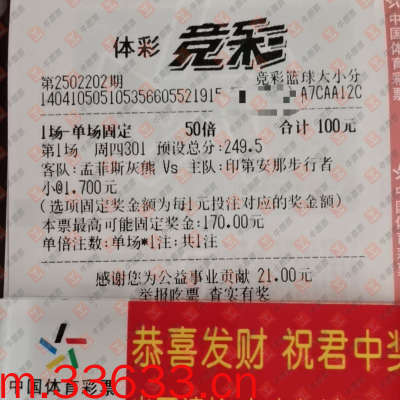 体彩 竞彩
第2502202期 竞彩篮球大小分
140410505105356605521915 A7CAA12C
1场-单场固定 50倍 合计 100元
第1场 周四301 预设总分:249.5
客队:孟菲斯灰熊 Vs 主队:印第安那步行者
小@1.700元
(选项固定奖金额为每1元投注对应的奖金额)
本票最高可能固定奖金:170.00元
单倍注数:单场*1注;共1注
感谢您为公益事业贡献 21.00元
举报吃票 查实有奖
恭喜发财 祝君中奖
中国体育彩票
m.33633.cn
中国体育彩票